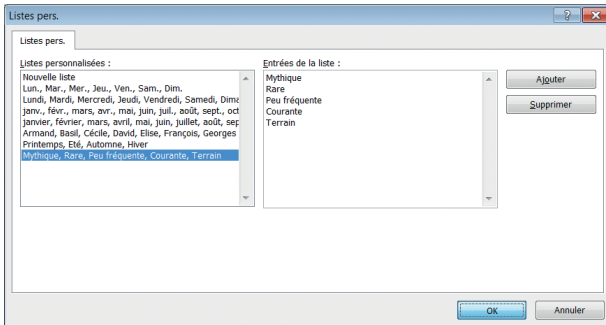 Listes pers.
Listes pers.
Listes personnalisées :
Nouvelle liste
Lun., Mar., Mer., Jeu., Ven., Sam., Dim.
Lundi, Mardi, Mercredi, Jeudi, Vendredi, Samedi, Dima
janv., févr., mars, avr., mai, juin, juil., août, sept., oct
janvier, février, mars, avril, mai, juin, juillet, août, sep
Armand, Basil, Cécile, David, Elise, François, Georges
Printemps, Eté, Automne, Hiver
Mythique, Rare, Peu fréquente, Courante, Terrain
Entrées de la liste :
Mythique
Rare
Peu fréquente
Courante
Terrain
Ajouter
Supprimer
OK
Annuler